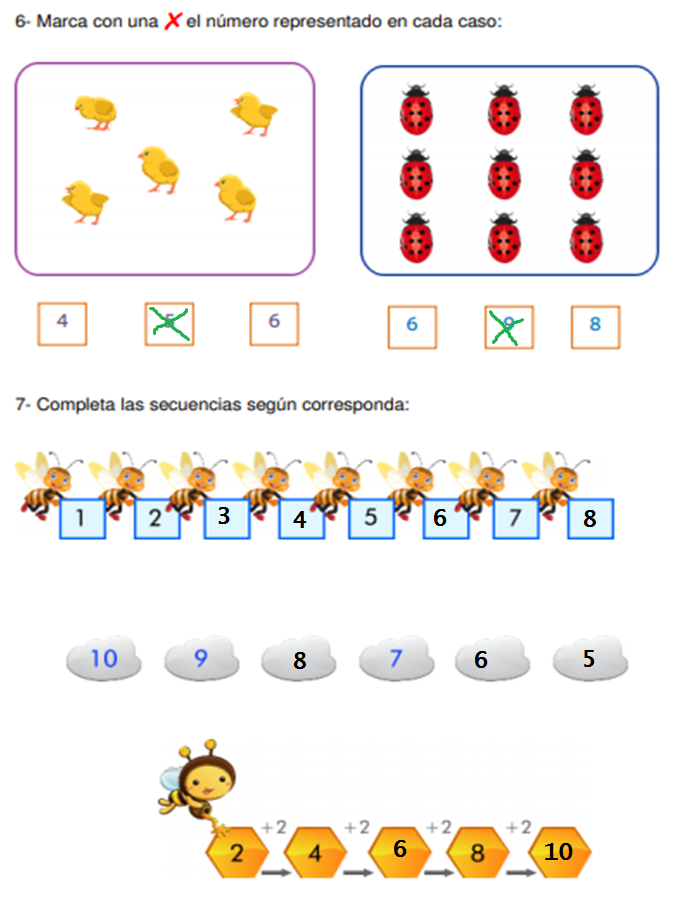 6- Marca con una ✗ el número representado en cada caso:
4 5 6 6 9 8
7- Completa las secuencias según corresponda:
1 2 3 4 5 6 7 8
10 9 8 7 6 5
+2 +2 +2 +2
2 4 6 8 10